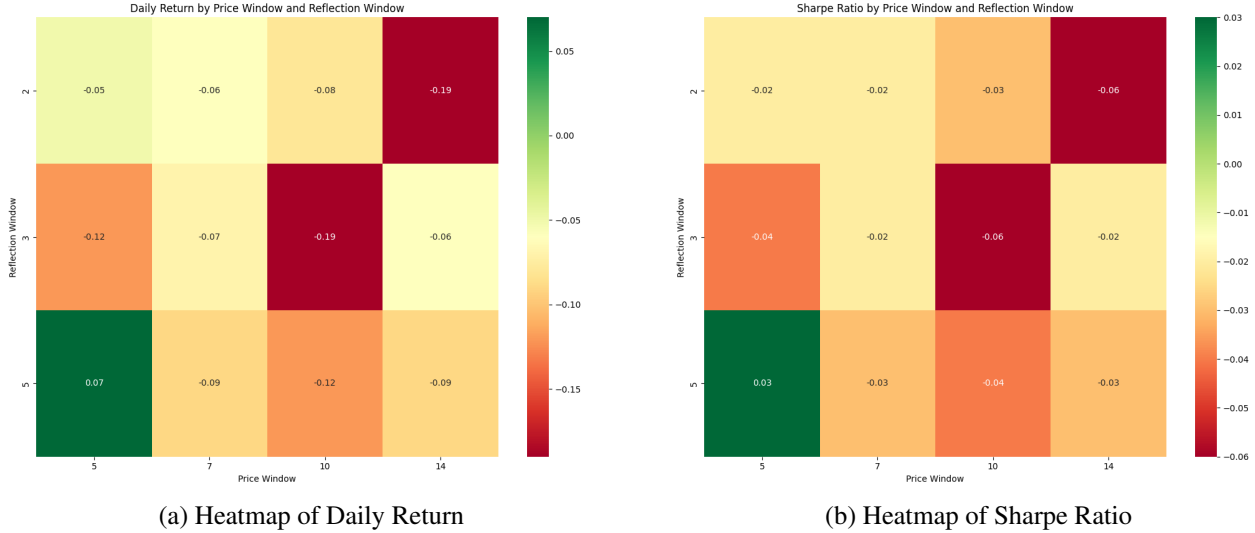 Daily Return by Price Window and Reflection Window
Reflection Window
2
-0.05 -0.06 -0.08 -0.19
3
-0.12 -0.07 -0.19 -0.06
5
0.07 -0.09 -0.12 -0.09
5 7 10 14
Price Window
0.05
0.00
−0.05
−0.10
−0.15
(a) Heatmap of Daily Return
Sharpe Ratio by Price Window and Reflection Window
Reflection Window
2
-0.02 -0.02 -0.03 -0.06
3
-0.04 -0.02 -0.06 -0.02
5
0.03 -0.03 -0.04 -0.03
5 7 10 14
Price Window
0.03
0.02
0.01
0.00
−0.01
−0.02
−0.03
−0.04
−0.05
−0.06
(b) Heatmap of Sharpe Ratio